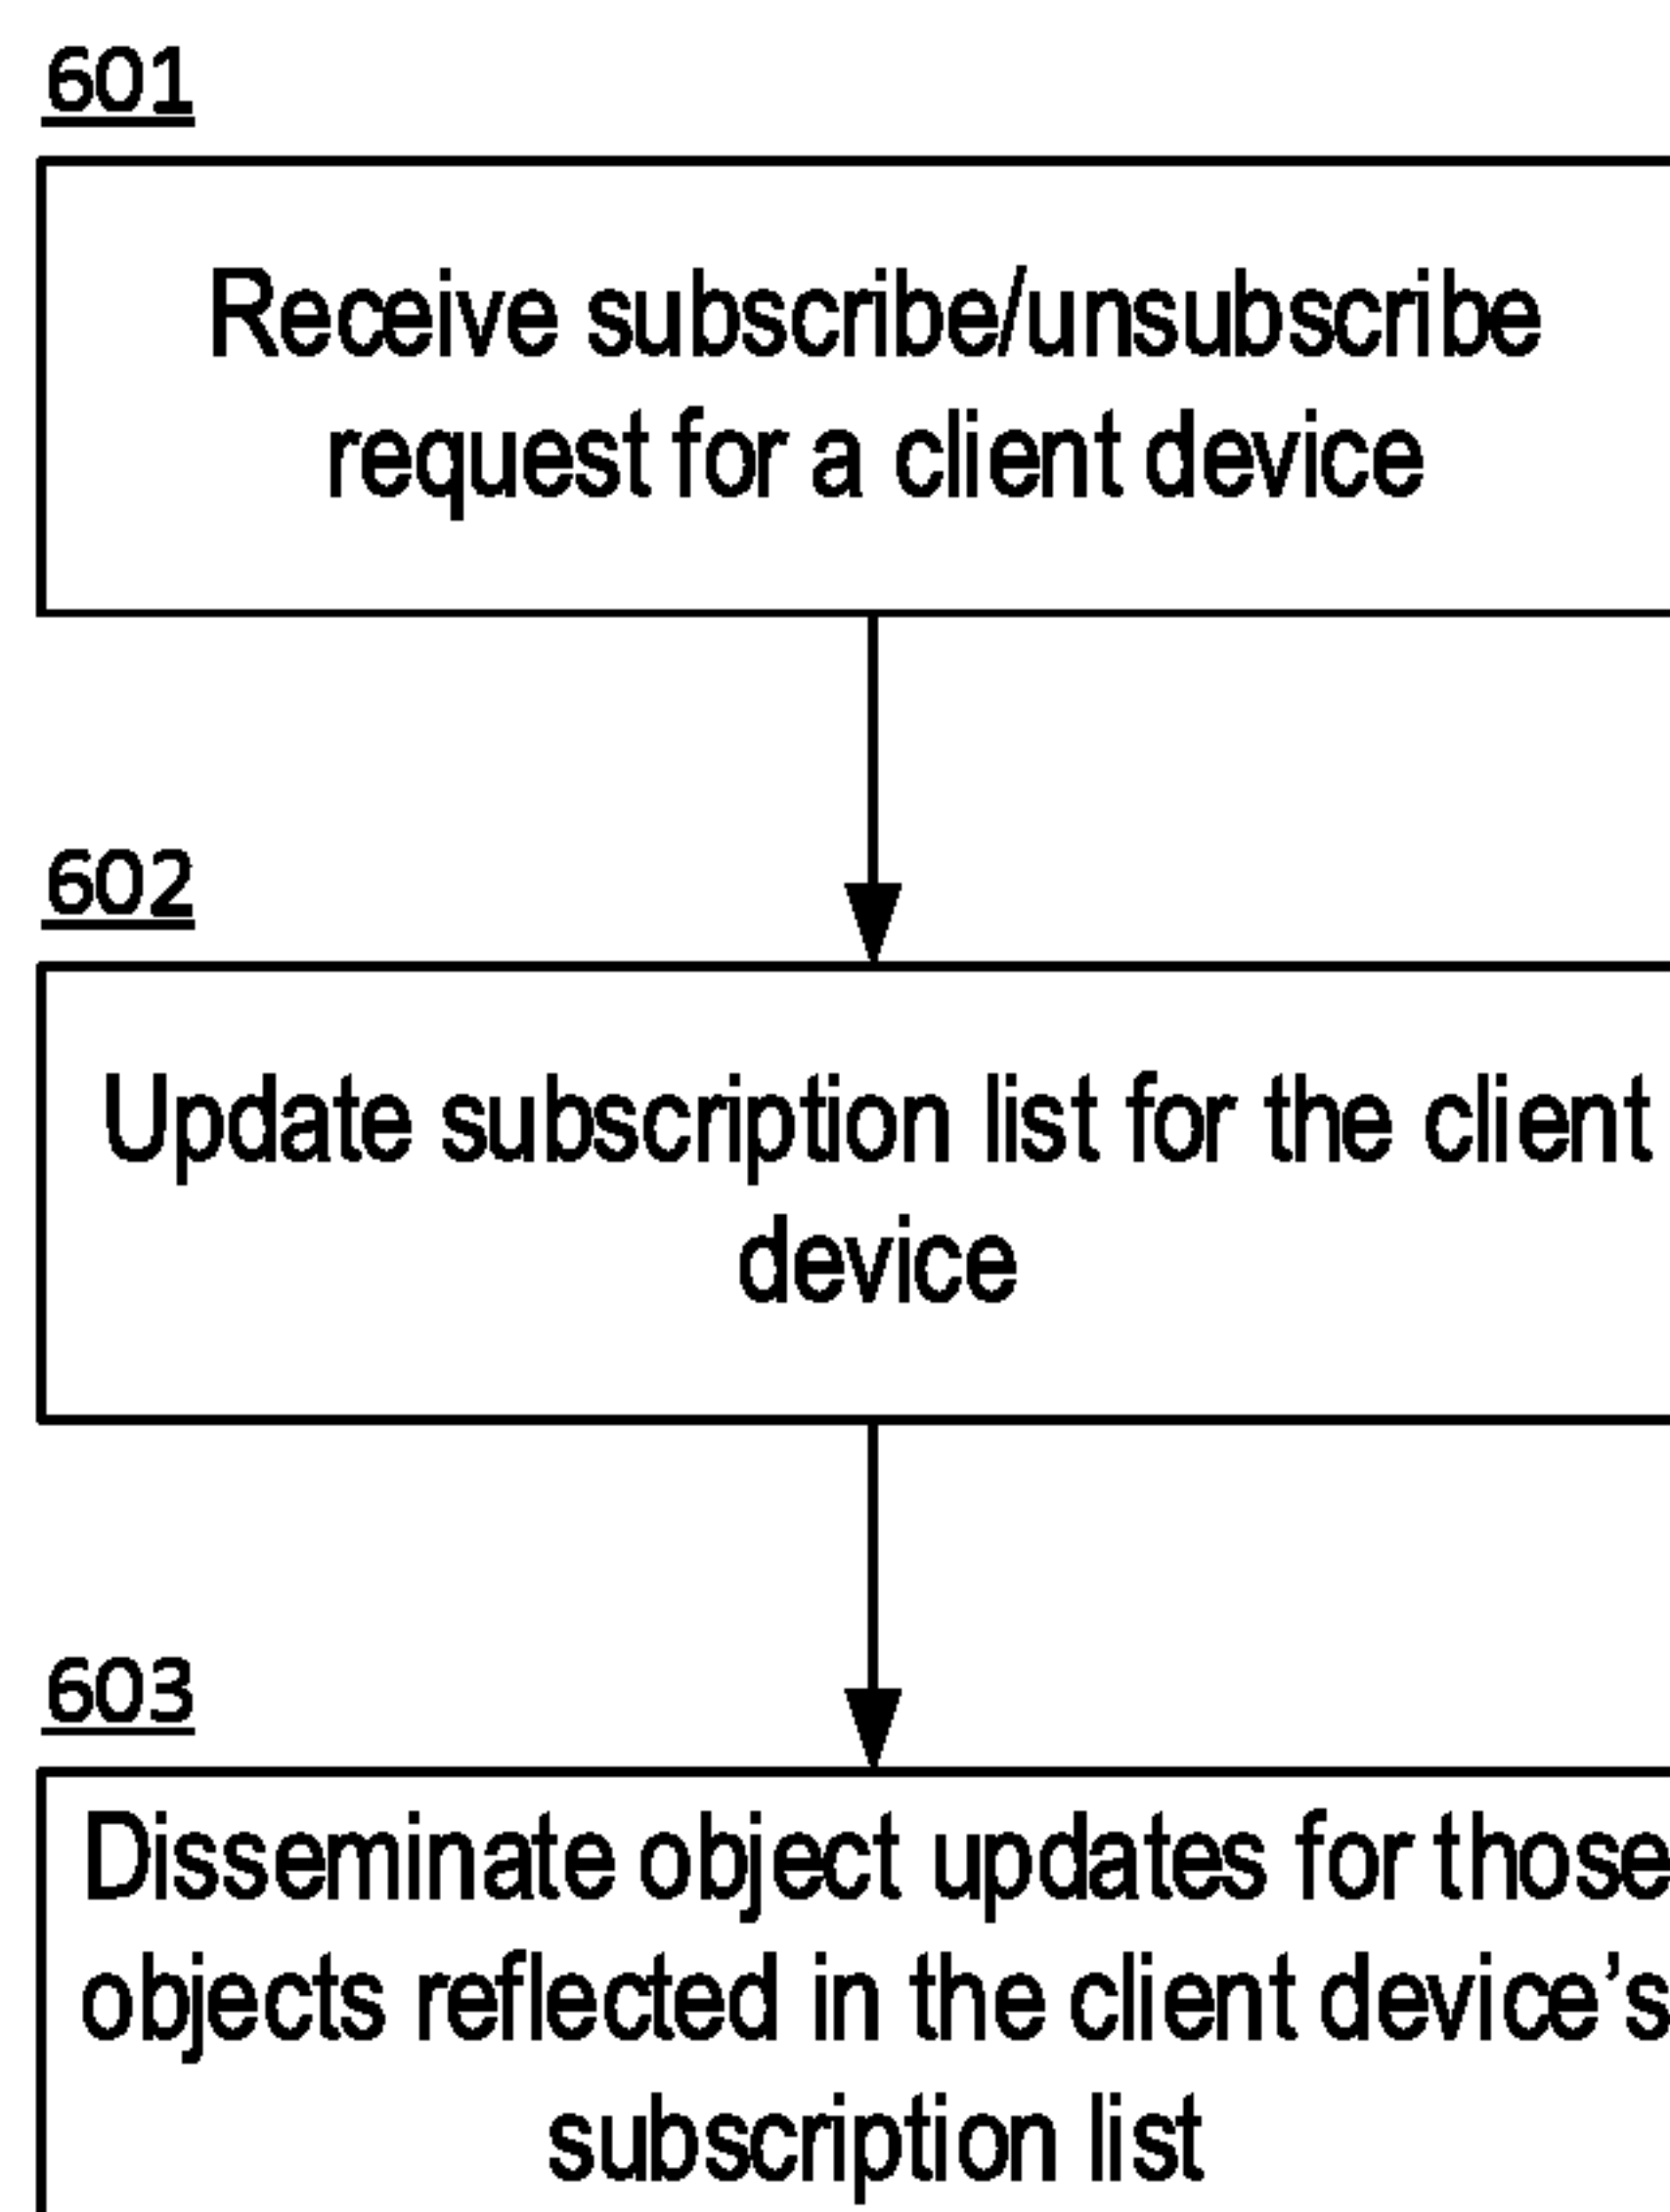 601
Receive subscribe/unsubscribe
request for a client device
602
Update subscription list for the client
device
603
Disseminate object updates for those
objects reflected in the client device’s
subscription list